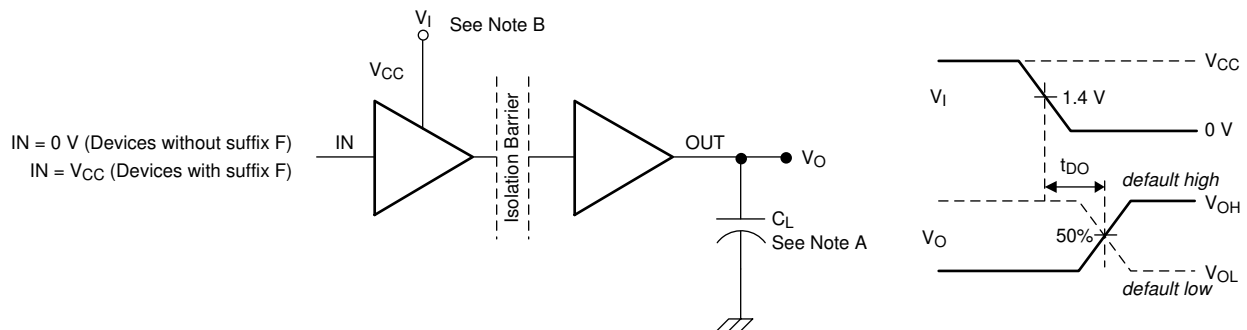 V_I
See Note B
V_CC
IN = 0 V (Devices without suffix F)
IN = V_CC (Devices with suffix F)
IN
Isolation Barrier
OUT
V_O
C_L
See Note A
V_CC
V_I
1.4 V
0 V
t_DO
default high
V_OH
V_O
50%
V_OL
default low